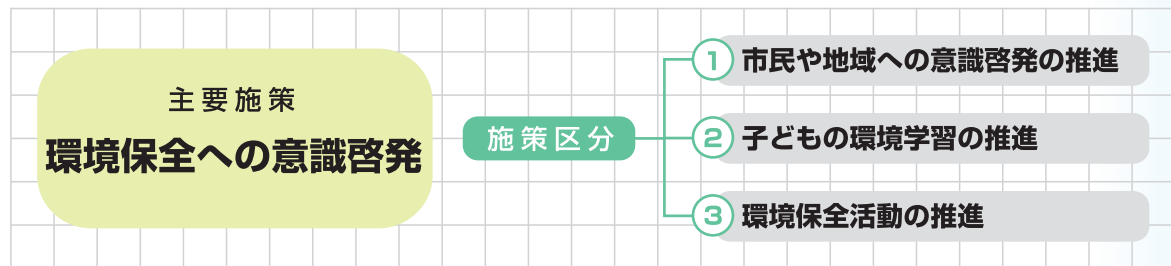 主要施策
環境保全への意識啓発
施策区分
1 市民や地域への意識啓発の推進
2 子どもの環境学習の推進
3 環境保全活動の推進